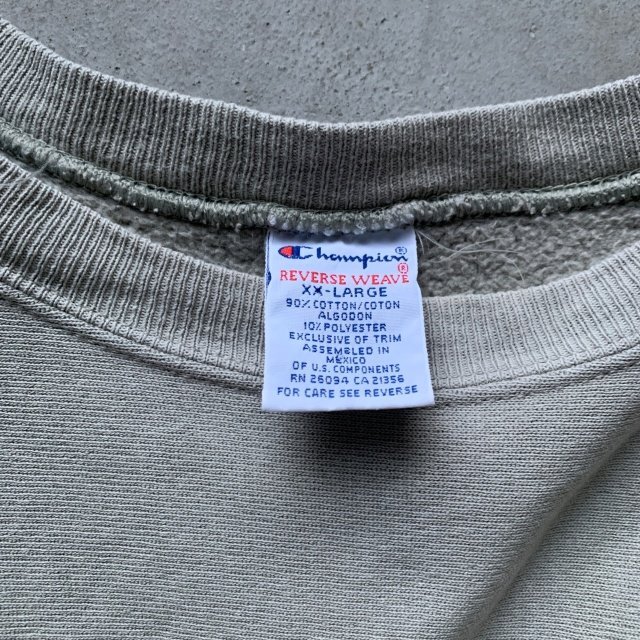 Champion®
REVERSE WEAVE®
XX-LARGE
90% COTTON/COTON
ALGODON
10% POLYESTER
EXCLUSIVE OF TRIM
ASSEMBLED IN
MEXICO
OF U.S. COMPONENTS
RN 26094 CA 21356
FOR CARE SEE REVERSE